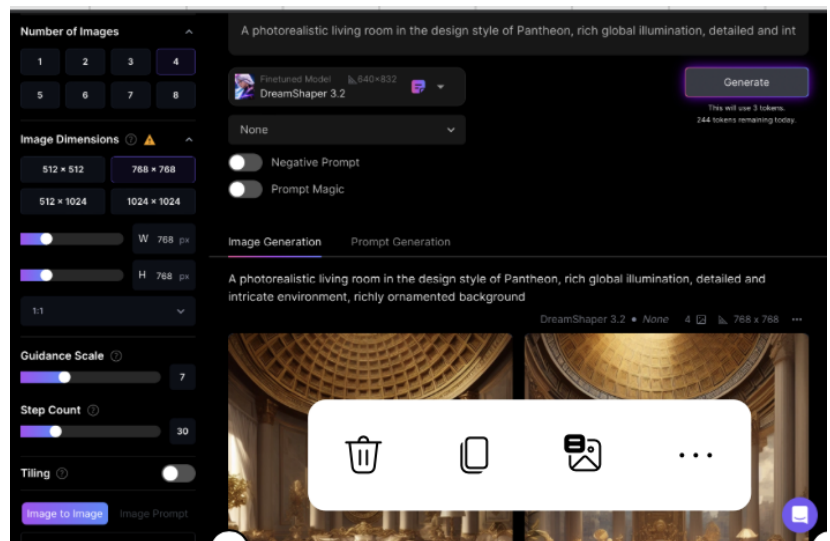 Number of Images
1 2 3 4
5 6 7 8
Image Dimensions
512 × 512 768 × 768
512 × 1024 1024 × 1024
W 768 px
H 768 px
1:1
Guidance Scale
7
Step Count
30
Tiling
Image to Image Image Prompt
A photorealistic living room in the design style of Pantheon, rich global illumination, detailed and int
Finetuned Model 640×832
DreamShaper 3.2
Generate
This will use 3 tokens.
244 tokens remaining today.
None
Negative Prompt
Prompt Magic
Image Generation Prompt Generation
A photorealistic living room in the design style of Pantheon, rich global illumination, detailed and
intricate environment, richly ornamented background
DreamShaper 3.2 • None 4 768 x 768 •••